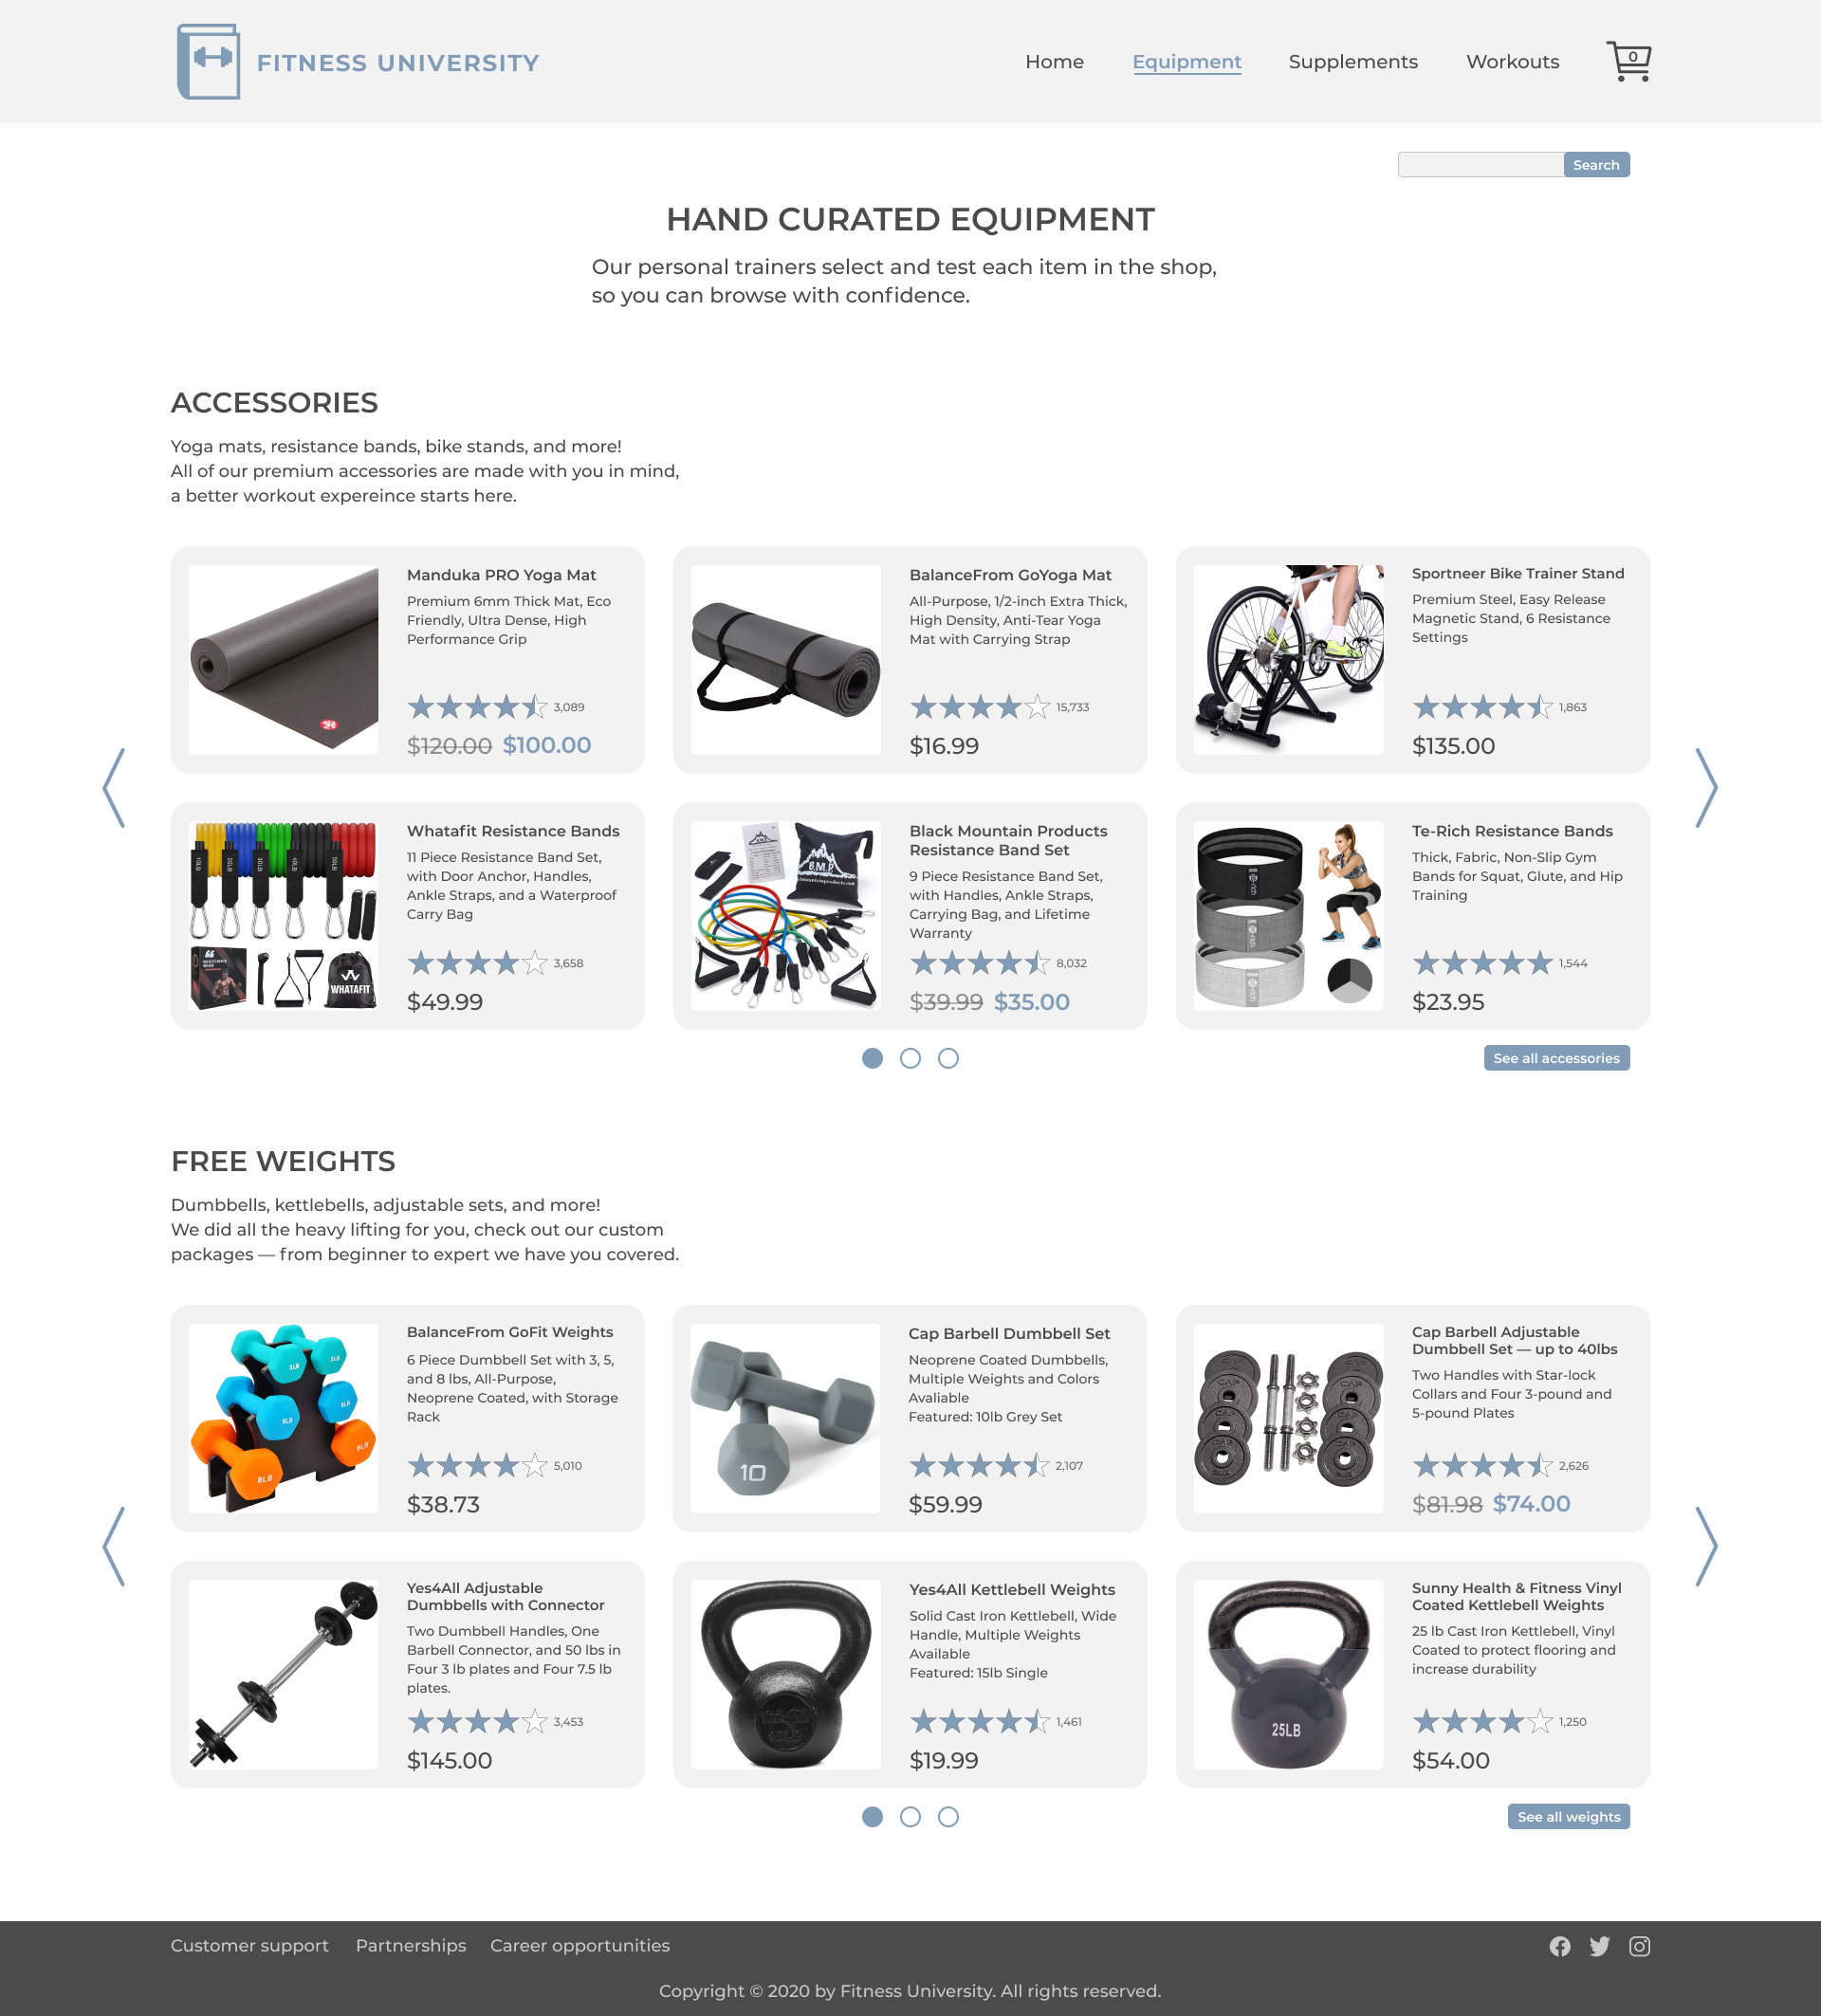 FITNESS UNIVERSITY
Home
Equipment
Supplements
Workouts
0
Search
HAND CURATED EQUIPMENT
Our personal trainers select and test each item in the shop,
so you can browse with confidence.
ACCESSORIES
Yoga mats, resistance bands, bike stands, and more!
All of our premium accessories are made with you in mind,
a better workout expereince starts here.
Manduka PRO Yoga Mat
Premium 6mm Thick Mat, Eco
Friendly, Ultra Dense, High
Performance Grip
3,089
$120.00 $100.00
BalanceFrom GoYoga Mat
All-Purpose, 1/2-inch Extra Thick,
High Density, Anti-Tear Yoga
Mat with Carrying Strap
15,733
$16.99
Sportneer Bike Trainer Stand
Premium Steel, Easy Release
Magnetic Stand, 6 Resistance
Settings
1,863
$135.00
10LB
20LB
30LB
40LB
50LB
WHATAFIT
Whatafit Resistance Bands
11 Piece Resistance Band Set,
with Door Anchor, Handles,
Ankle Straps, and a Waterproof
Carry Bag
3,658
$49.99
B.M.P.
Black Mountain Products
Resistance Band Set
9 Piece Resistance Band Set,
with Handles, Ankle Straps,
Carrying Bag, and Lifetime
Warranty
8,032
$39.99 $35.00
Te-Rich Resistance Bands
Thick, Fabric, Non-Slip Gym
Bands for Squat, Glute, and Hip
Training
1,544
$23.95
See all accessories
FREE WEIGHTS
Dumbbells, kettlebells, adjustable sets, and more!
We did all the heavy lifting for you, check out our custom
packages — from beginner to expert we have you covered.
3LB
3LB
5LB
5LB
8LB
8LB
BalanceFrom GoFit Weights
6 Piece Dumbbell Set with 3, 5,
and 8 lbs, All-Purpose,
Neoprene Coated, with Storage
Rack
5,010
$38.73
10
Cap Barbell Dumbbell Set
Neoprene Coated Dumbbells,
Multiple Weights and Colors
Avaliable
Featured: 10lb Grey Set
2,107
$59.99
CAP
CAP
CAP
CAP
Cap Barbell Adjustable
Dumbbell Set — up to 40lbs
Two Handles with Star-lock
Collars and Four 3-pound and
5-pound Plates
2,626
$81.98 $74.00
Yes4All Adjustable
Dumbbells with Connector
Two Dumbbell Handles, One
Barbell Connector, and 50 lbs in
Four 3 lb plates and Four 7.5 lb
plates.
3,453
$145.00
Yes4All Kettlebell Weights
Solid Cast Iron Kettlebell, Wide
Handle, Multiple Weights
Available
Featured: 15lb Single
1,461
$19.99
25LB
Sunny Health & Fitness Vinyl
Coated Kettlebell Weights
25 lb Cast Iron Kettlebell, Vinyl
Coated to protect flooring and
increase durability
1,250
$54.00
See all weights
Customer support
Partnerships
Career opportunities
Copyright © 2020 by Fitness University. All rights reserved.